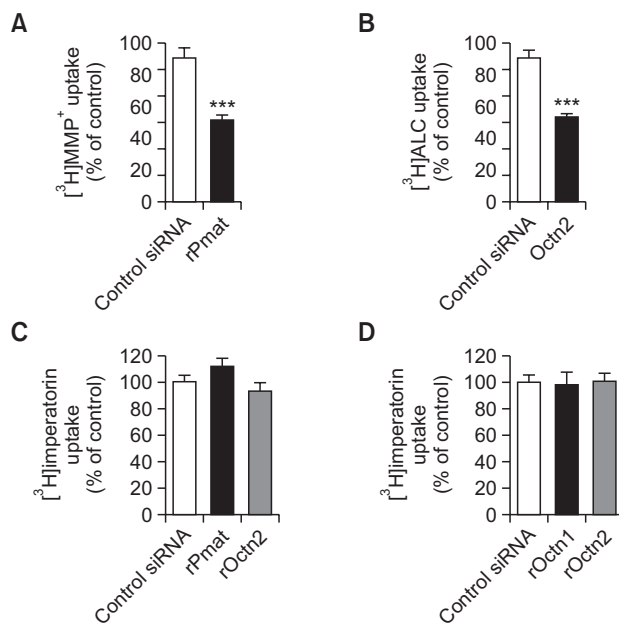 A
[³H]MMP⁺ uptake
(% of control)
100
80
60
40
20
0
***
Control siRNA
rPmat
B
[³H]ALC uptake
(% of control)
100
80
60
40
20
0
***
Control siRNA
Octn2
C
[³H]imperatorin
uptake
(% of control)
120
100
80
60
40
20
0
Control siRNA
rPmat
rOctn2
D
[³H]imperatorin
uptake
(% of control)
120
100
80
60
40
20
0
Control siRNA
rOctn1
rOctn2